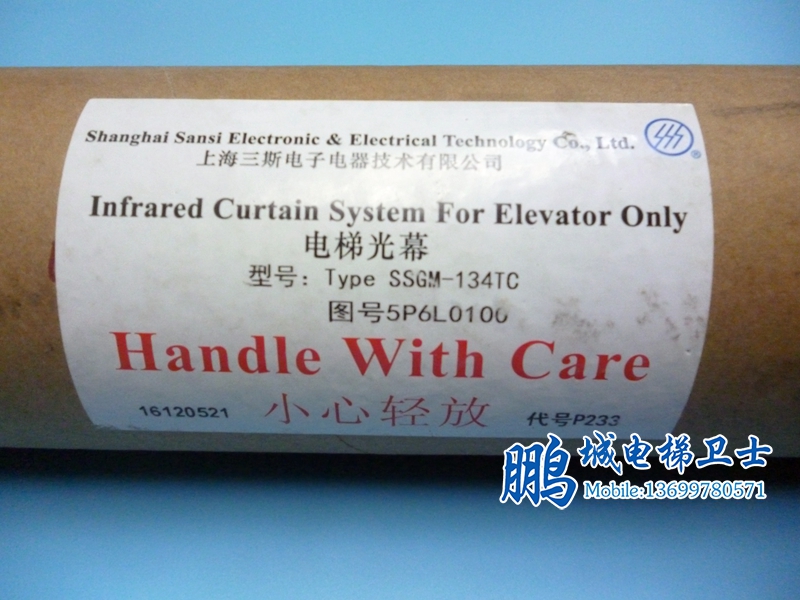 Shanghai Sansi Electronic & Electrical Technology Co., Ltd.
上海三斯电子电器技术有限公司
Infrared Curtain System For Elevator Only
电梯光幕
型号：Type SSGM-134TC
图号5P6L0100
Handle With Care
16120521 小心轻放 代号P233
鹏城电梯卫士
Mobile:13699780571